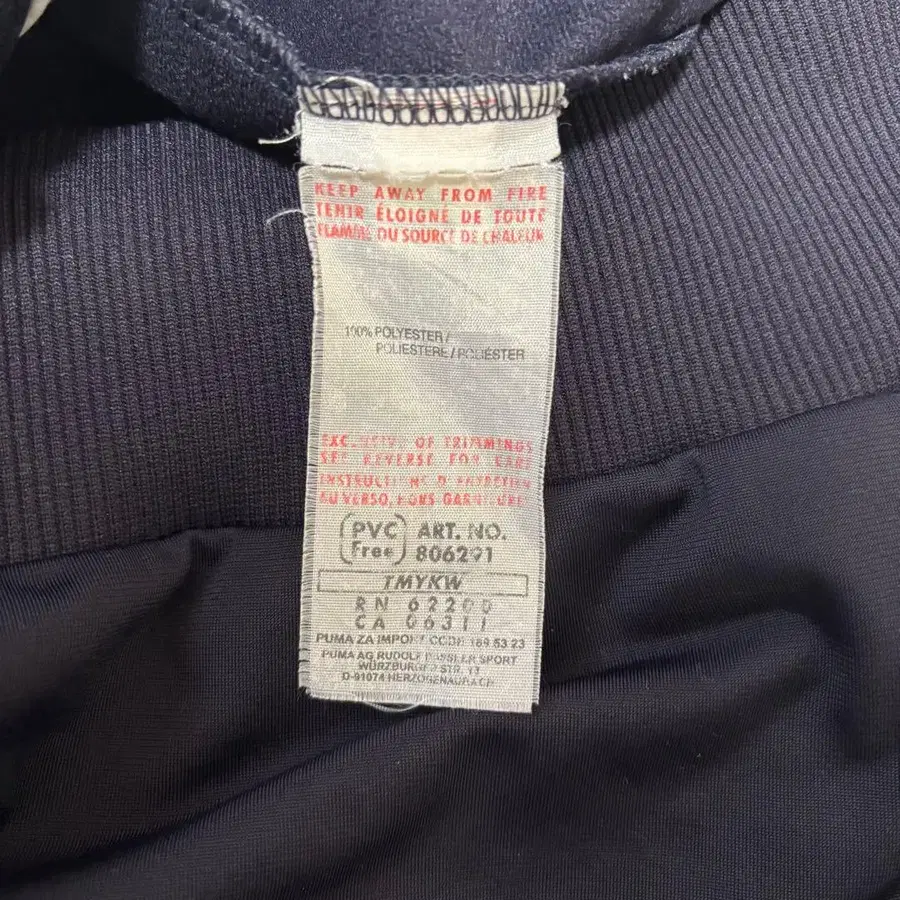 KEEP AWAY FROM FIRE
TENIR ÉLOIGNÉ DE TOUTE
FLAMME OU SOURCE DE CHALEUR
100% POLYESTER /
POLIESTERE / POLIÉSTER
EXCLUSIVE OF TRIMMINGS
SEE REVERSE FOR CARE
INSTRUCTIONS D'ENTRETIEN
AU VERSO, HORS GARNITURE
PVC Free
ART. NO.
806291
TMYKW
RN 62200
CA 06311
PUMA ZA IMPORT CODE 189 53 23
PUMA AG RUDOLF DASSLER SPORT
WÜRZBURGER STR. 13
D-91074 HERZOGENAURACH